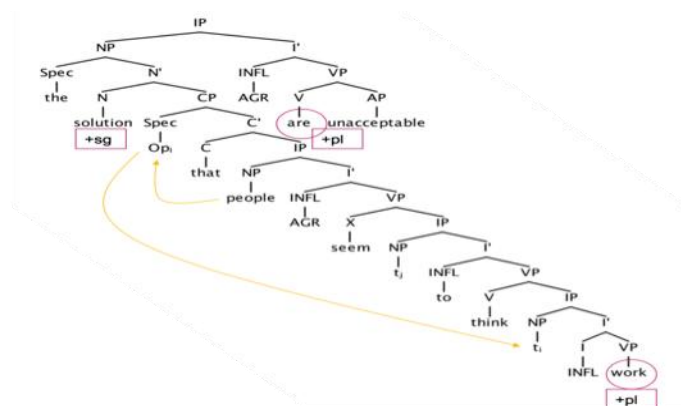 IP
NP I'
Spec N' INFL VP
the N CP AGR V AP
solution Spec C' are unacceptable
+sg Opᵢ C IP +pl
that NP I'
people INFL VP
AGR X IP
seem NP I'
tⱼ INFL VP
to V IP
think NP I'
tᵢ I VP
INFL work
+pl